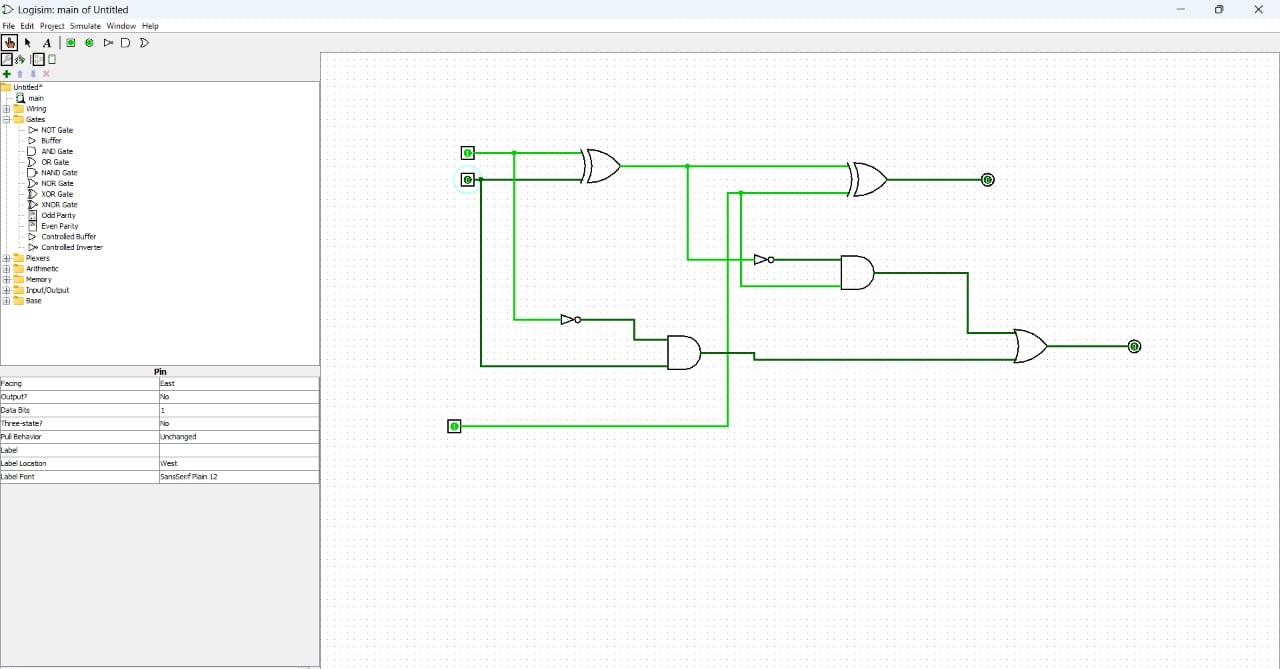 Logisim: main of Untitled
File Edit Project Simulate Window Help
A
Untitled*
main
Wiring
Gates
NOT Gate
Buffer
AND Gate
OR Gate
NAND Gate
NOR Gate
XOR Gate
XNOR Gate
Odd Parity
Even Parity
Controlled Buffer
Controlled Inverter
Plexers
Arithmetic
Memory
Input/Output
Base
Pin
Facing East
Output? No
Data Bits 1
Three-state? No
Pull Behavior Unchanged
Label
Label Location West
Label Font SansSerif Plain 12
1
0
0
0
1